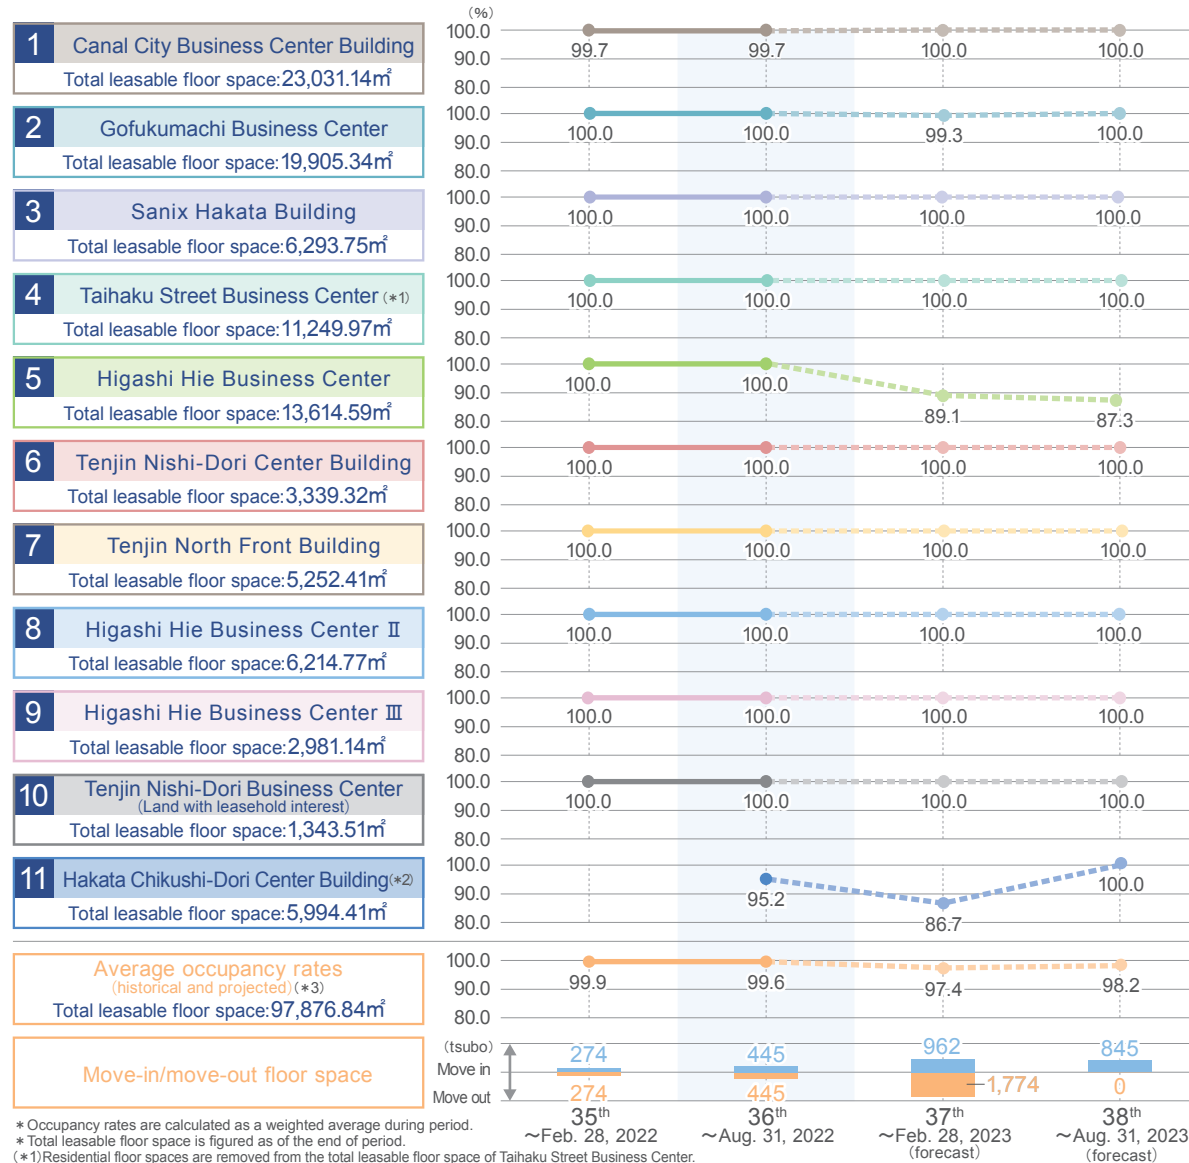 (%)
1 Canal City Business Center Building
Total leasable floor space:23,031.14㎡
100.0
90.0
99.7 99.7 100.0 100.0
2 Gofukumachi Business Center
Total leasable floor space:19,905.34㎡
100.0
90.0
80.0
100.0 100.0 99.3 100.0
3 Sanix Hakata Building
Total leasable floor space:6,293.75㎡
100.0
90.0
80.0
100.0 100.0 100.0 100.0
4 Taihaku Street Business Center (*1)
Total leasable floor space:11,249.97㎡
100.0
90.0
80.0
100.0 100.0 100.0 100.0
5 Higashi Hie Business Center
Total leasable floor space:13,614.59㎡
100.0
90.0
80.0
100.0 100.0 89.1 87.3
6 Tenjin Nishi-Dori Center Building
Total leasable floor space:3,339.32㎡
100.0
90.0
80.0
100.0 100.0 100.0 100.0
7 Tenjin North Front Building
Total leasable floor space:5,252.41㎡
100.0
90.0
80.0
100.0 100.0 100.0 100.0
8 Higashi Hie Business Center Ⅱ
Total leasable floor space:6,214.77㎡
100.0
90.0
80.0
100.0 100.0 100.0 100.0
9 Higashi Hie Business Center Ⅲ
Total leasable floor space:2,981.14㎡
100.0
90.0
80.0
100.0 100.0 100.0 100.0
10 Tenjin Nishi-Dori Business Center
(Land with leasehold interest)
Total leasable floor space:1,343.51㎡
100.0
90.0
80.0
100.0 100.0 100.0 100.0
11 Hakata Chikushi-Dori Center Building(*2)
Total leasable floor space:5,994.41㎡
100.0
90.0
80.0
95.2 86.7 100.0
Average occupancy rates
(historical and projected)(*3)
Total leasable floor space:97,876.84㎡
100.0
90.0
80.0
99.9 99.6 97.4 98.2
Move-in/move-out floor space
(tsubo)
Move in
Move out
274 445 962 845
274 445 1,774 0
35th 36th 37th 38th
～Feb. 28, 2022 ～Aug. 31, 2022 ～Feb. 28, 2023 ～Aug. 31, 2023
(forecast) (forecast)
* Occupancy rates are calculated as a weighted average during period.
* Total leasable floor space is figured as of the end of period.
(*1)Residential floor spaces are removed from the total leasable floor space of Taihaku Street Business Center.